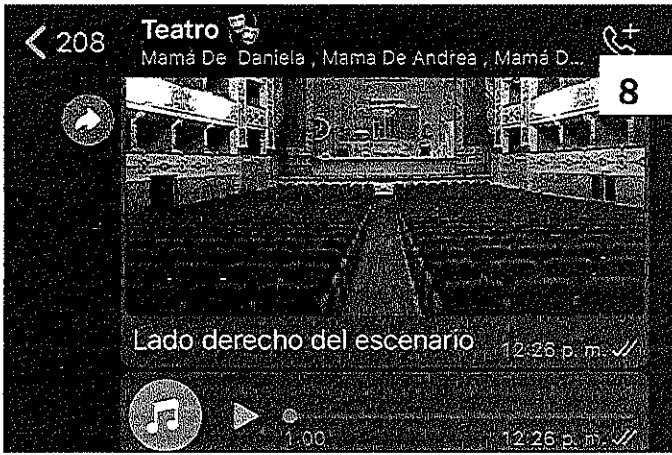 208
Teatro
Mamá De Daniela , Mama De Andrea , Mamá D...
8
Lado derecho del escenario
12:26 p. m.
1:00
12:26 p. m.